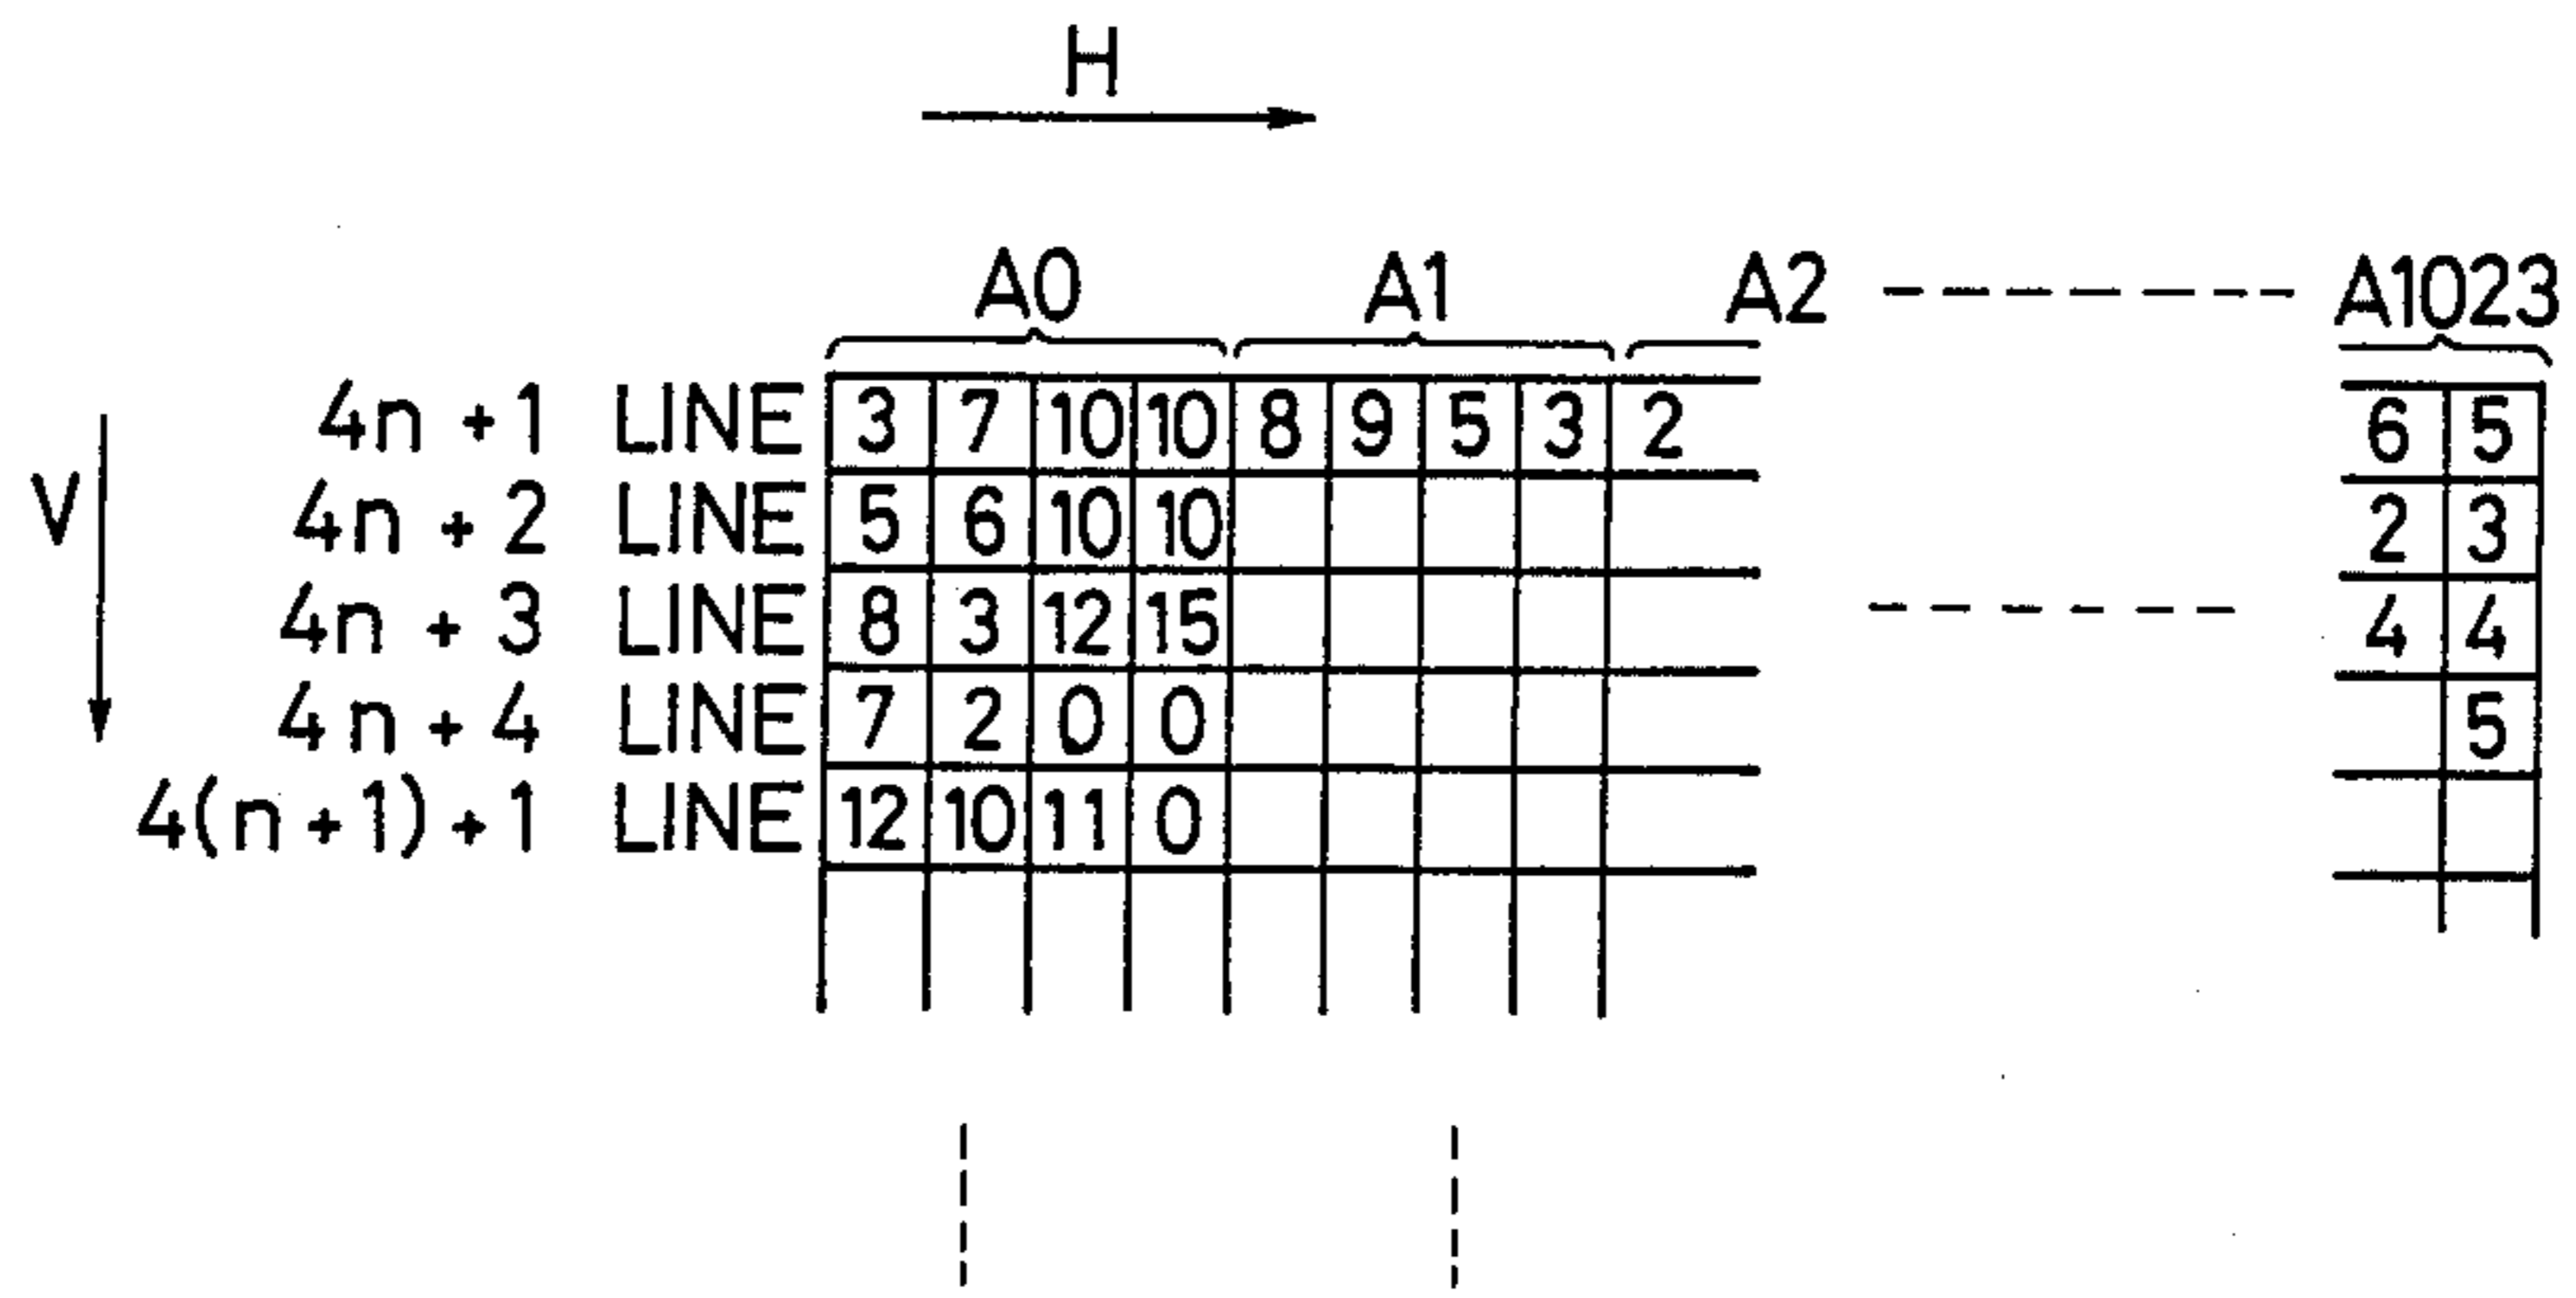 H
A0 A1 A2 A1023
4n + 1 LINE 3 7 10 10 8 9 5 3 2 6 5
V
4n + 2 LINE 5 6 10 10 2 3
4n + 3 LINE 8 3 12 15 4 4
4n + 4 LINE 7 2 0 0 5
4(n + 1) + 1 LINE 12 10 11 0